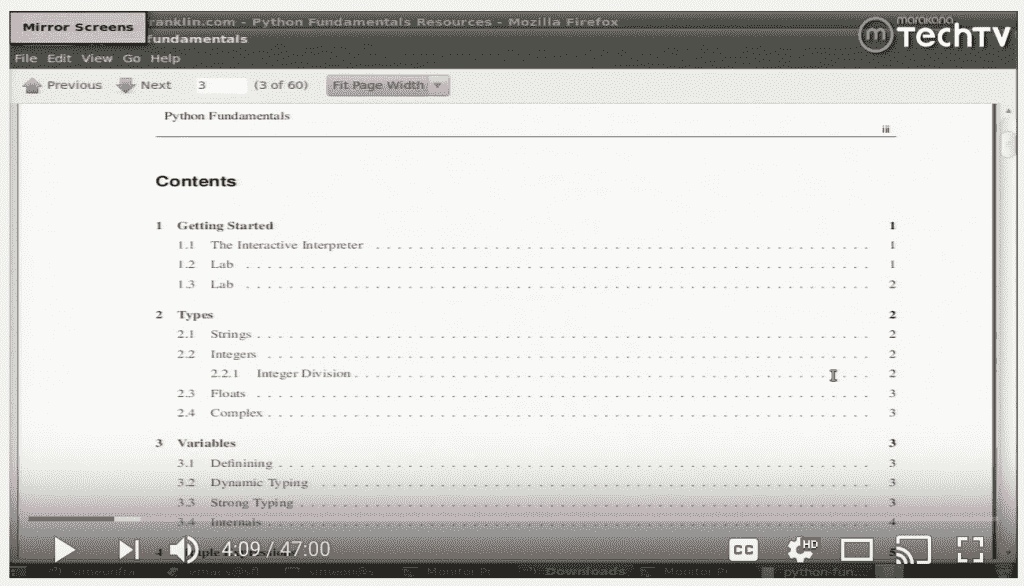 Mirror Screens
ranklin.com - Python Fundamentals Resources - Mozilla Firefox
fundamentals
marakana
TECHTV
File Edit View Go Help
Previous Next 3 (3 of 60) Fit Page Width
Python Fundamentals
iii
Contents
1 Getting Started 1
1.1 The Interactive Interpreter 1
1.2 Lab 1
1.3 Lab 2
2 Types 2
2.1 Strings 2
2.2 Integers 2
2.2.1 Integer Division 2
2.3 Floats 3
2.4 Complex 3
3 Variables 3
3.1 Definining 3
3.2 Dynamic Typing 3
3.3 Strong Typing 3
3.4 Internals 4
4 5
4:09 / 47:00
CC HD
Downloads
python-fun...